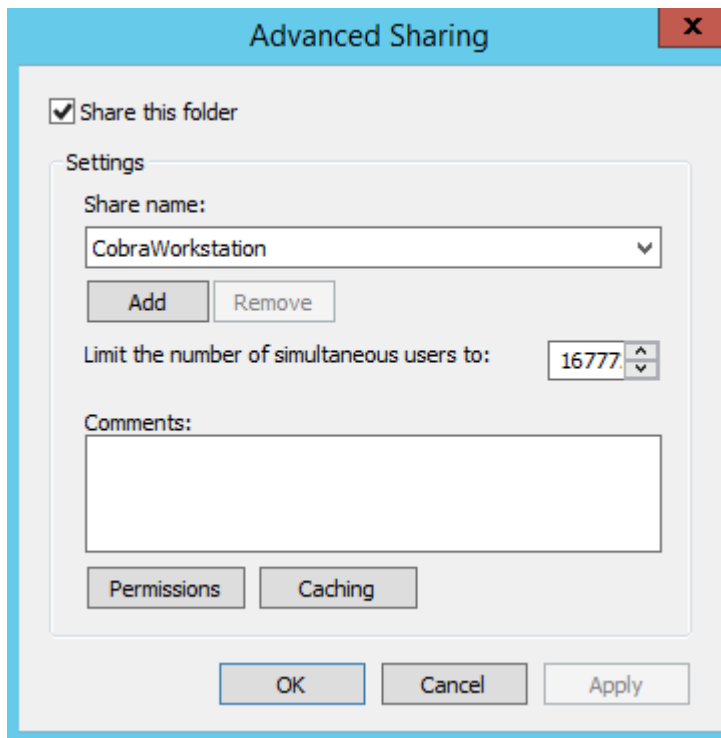 Advanced Sharing
x
Share this folder
Settings
Share name:
CobraWorkstation
Add Remove
Limit the number of simultaneous users to: 16777
Comments:
Permissions Caching
OK Cancel Apply